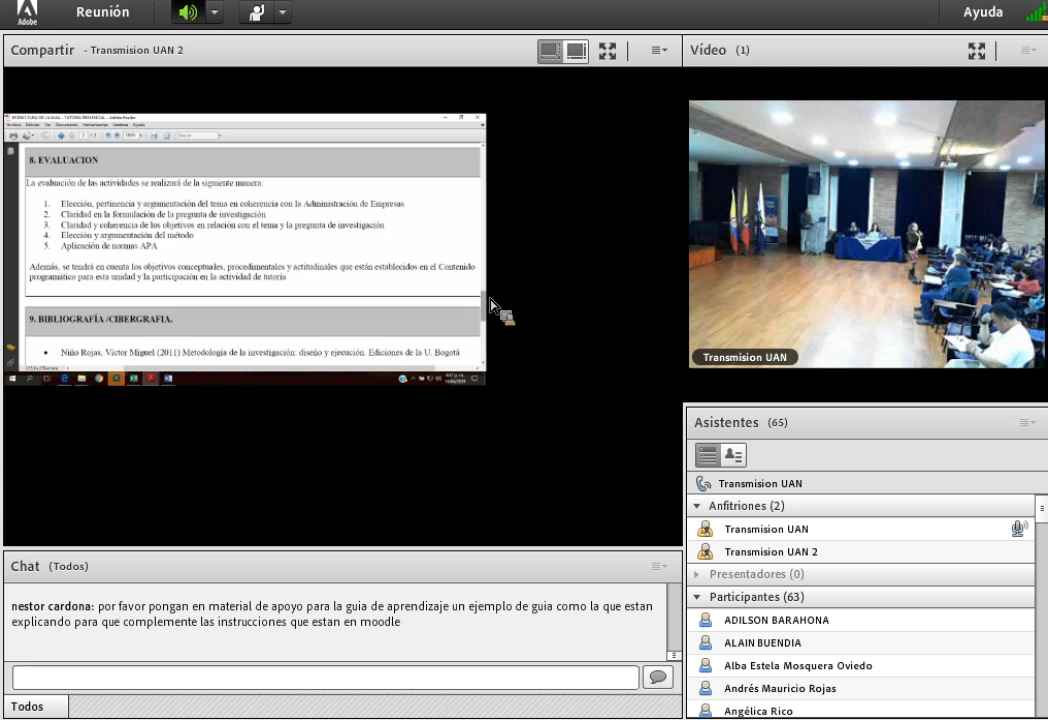 Adobe
Reunión
Ayuda
Compartir - Transmision UAN 2
Vídeo (1)
8. EVALUACION
La evaluación de las actividades se realizará de la siguiente manera:
1. Elección, pertinencia y argumentación del tema en coherencia con la Administración de Empresas
2. Claridad en la formulación de la pregunta de investigación
3. Claridad y coherencia de los objetivos en relación con el tema y la pregunta de investigación
4. Elección y argumentación del método
5. Aplicación de normas APA
Además, se tendrá en cuenta los objetivos conceptuales, procedimentales y actitudinales que están establecidos en el Contenido
programático para esta unidad y la participación en la actividad de tutoría
9. BIBLIOGRAFÍA /CIBERGRAFIA.
• Niño Rojas, Victor Miguel (2011) Metodología de la investigación: diseño y ejecución. Ediciones de la U. Bogotá
Transmision UAN
Asistentes (65)
Transmision UAN
Anfitriones (2)
Transmision UAN
Transmision UAN 2
Presentadores (0)
Participantes (63)
ADILSON BARAHONA
ALAIN BUENDIA
Alba Estela Mosquera Oviedo
Andrés Mauricio Rojas
Angélica Rico
Chat (Todos)
nestor cardona: por favor pongan en material de apoyo para la guia de aprendizaje un ejemplo de guia como la que estan
explicando para que complemente las instrucciones que estan en moodle
Todos